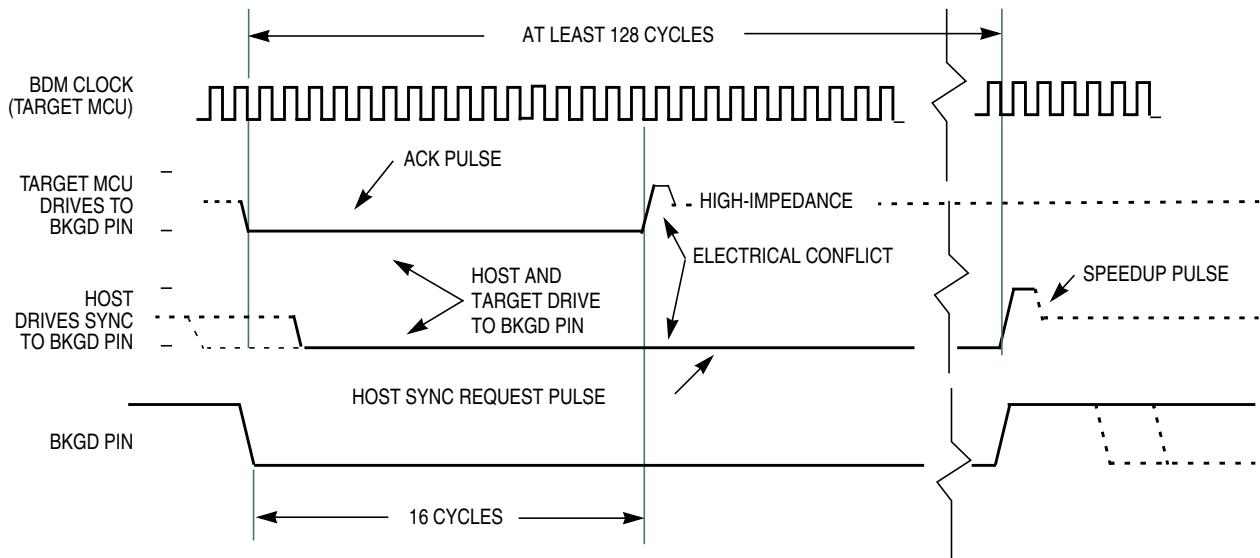 AT LEAST 128 CYCLES
BDM CLOCK
(TARGET MCU)
ACK PULSE
TARGET MCU
DRIVES TO
BKGD PIN
HIGH-IMPEDANCE
ELECTRICAL CONFLICT
HOST AND
TARGET DRIVE
TO BKGD PIN
SPEEDUP PULSE
HOST
DRIVES SYNC
TO BKGD PIN
HOST SYNC REQUEST PULSE
BKGD PIN
16 CYCLES